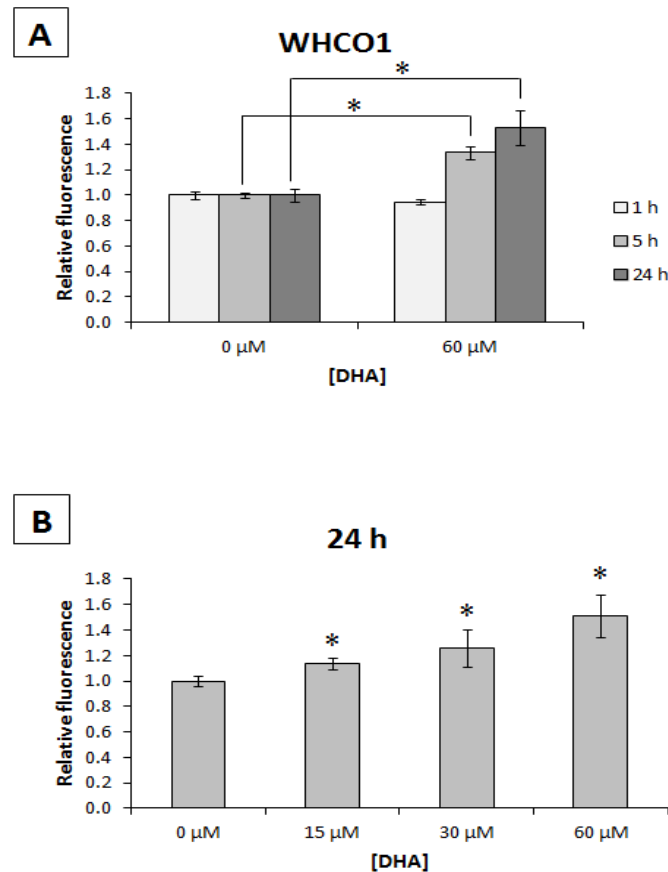 A
WHCO1
*
*
Relative fluorescence
1.8
1.6
1.4
1.2
1.0
0.8
0.6
0.4
0.2
0.0
0 µM
60 µM
[DHA]
1 h
5 h
24 h
B
24 h
*
*
*
Relative fluorescence
1.8
1.6
1.4
1.2
1.0
0.8
0.6
0.4
0.2
0.0
0 µM
15 µM
30 µM
60 µM
[DHA]